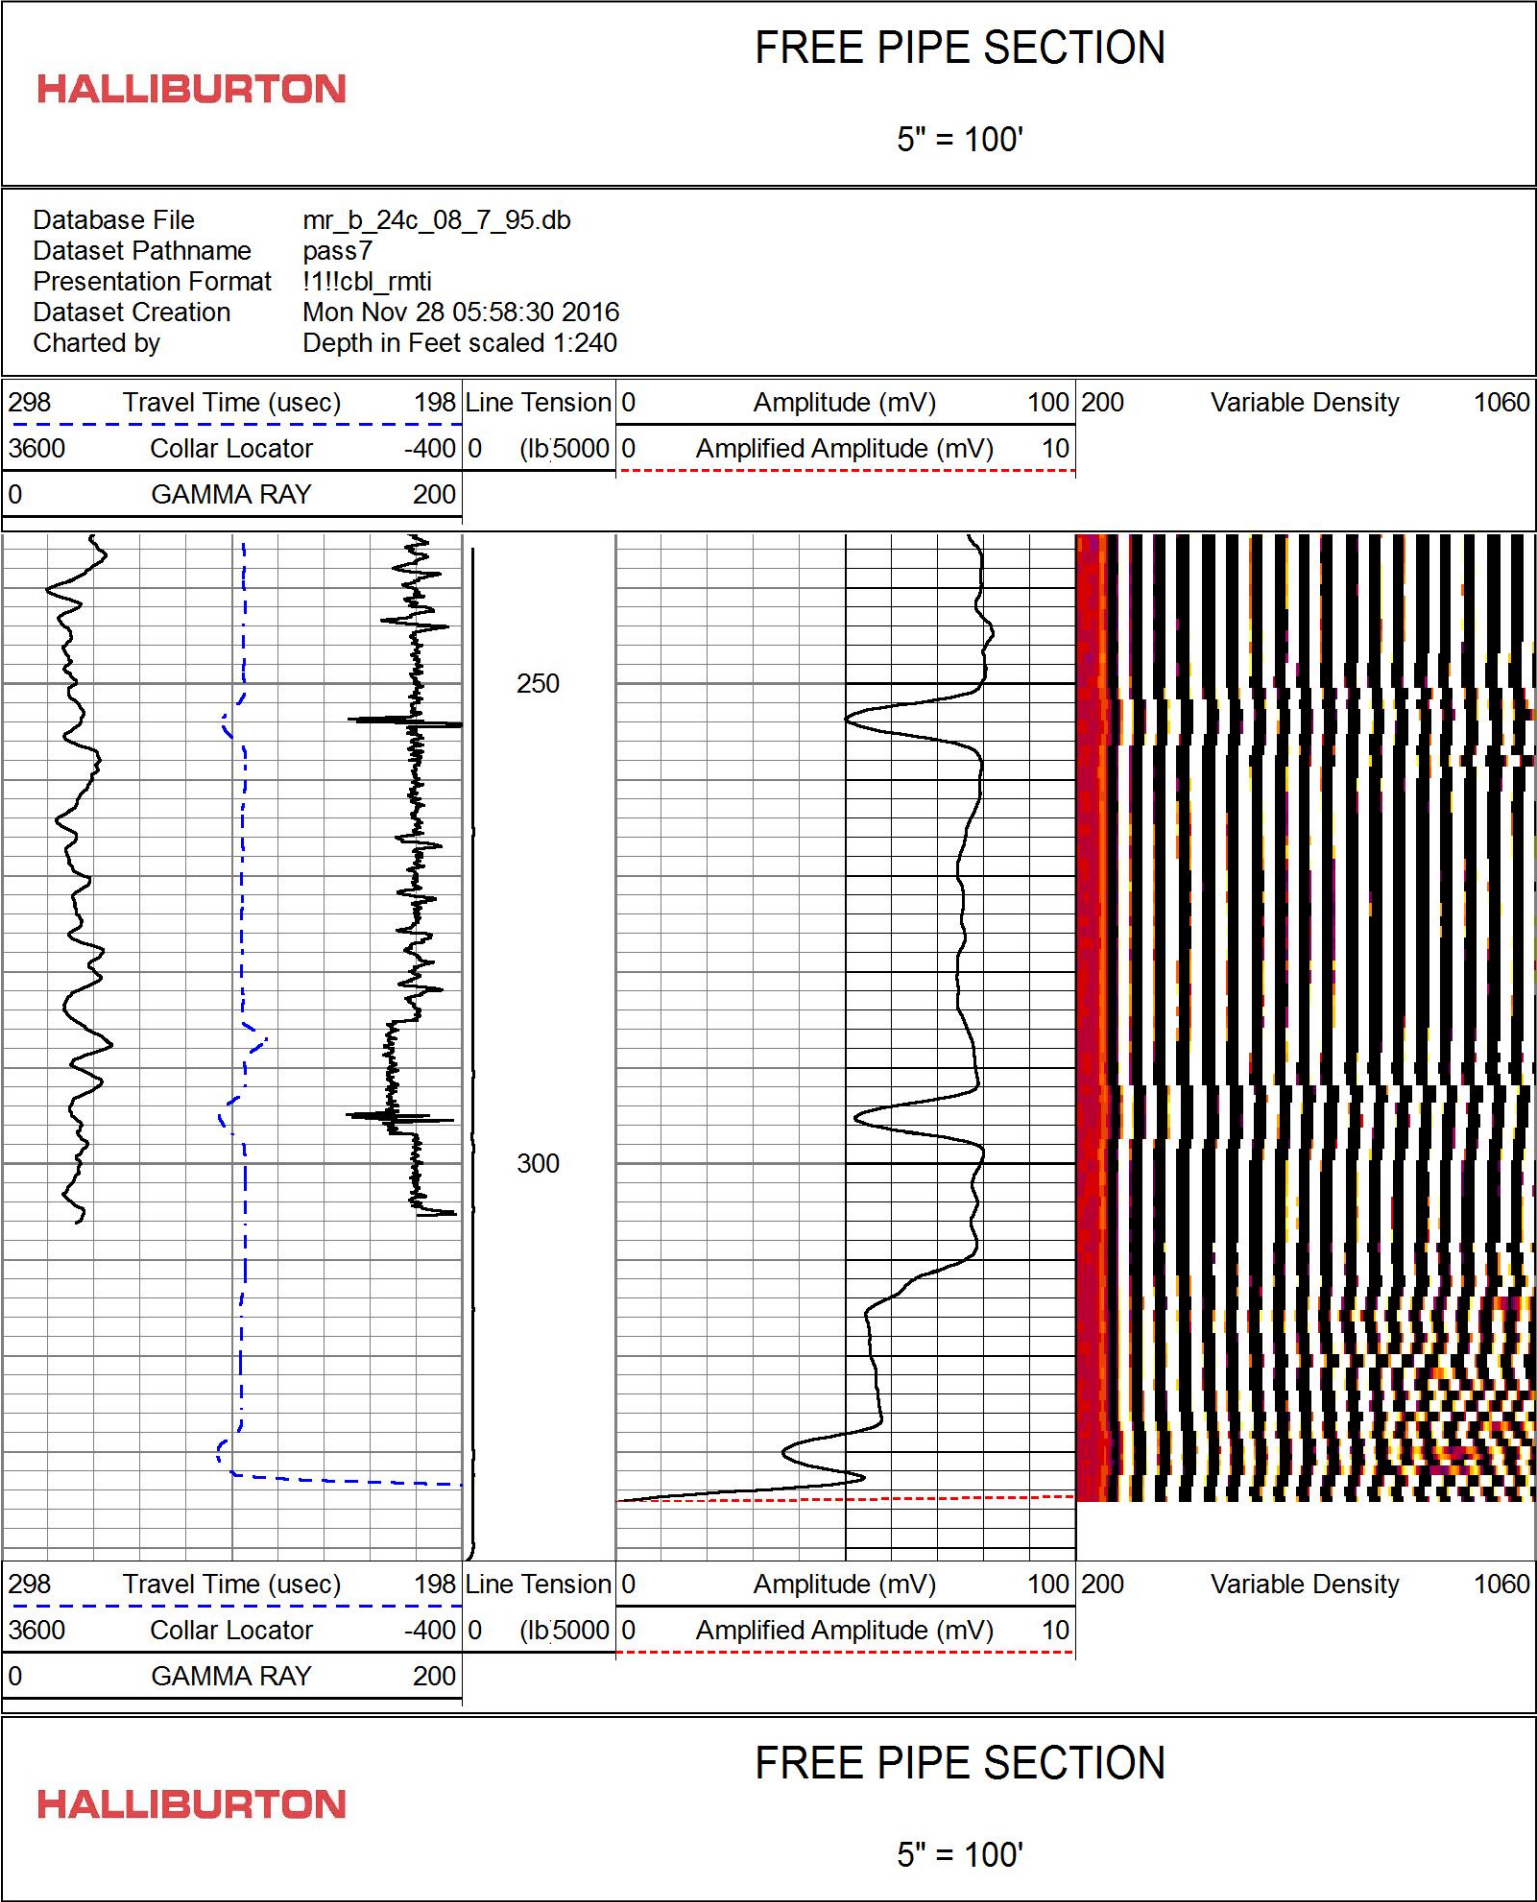 FREE PIPE SECTION
HALLIBURTON
5" = 100'
Database File mr_b_24c_08_7_95.db
Dataset Pathname pass7
Presentation Format !1!!cbl_rmti
Dataset Creation Mon Nov 28 05:58:30 2016
Charted by Depth in Feet scaled 1:240
298 Travel Time (usec) 198 Line Tension 0 Amplitude (mV) 100 200 Variable Density 1060
3600 Collar Locator -400 0 (lb 5000 0 Amplified Amplitude (mV) 10
0 GAMMA RAY 200
250
300
298 Travel Time (usec) 198 Line Tension 0 Amplitude (mV) 100 200 Variable Density 1060
3600 Collar Locator -400 0 (lb 5000 0 Amplified Amplitude (mV) 10
0 GAMMA RAY 200
FREE PIPE SECTION
HALLIBURTON
5" = 100'